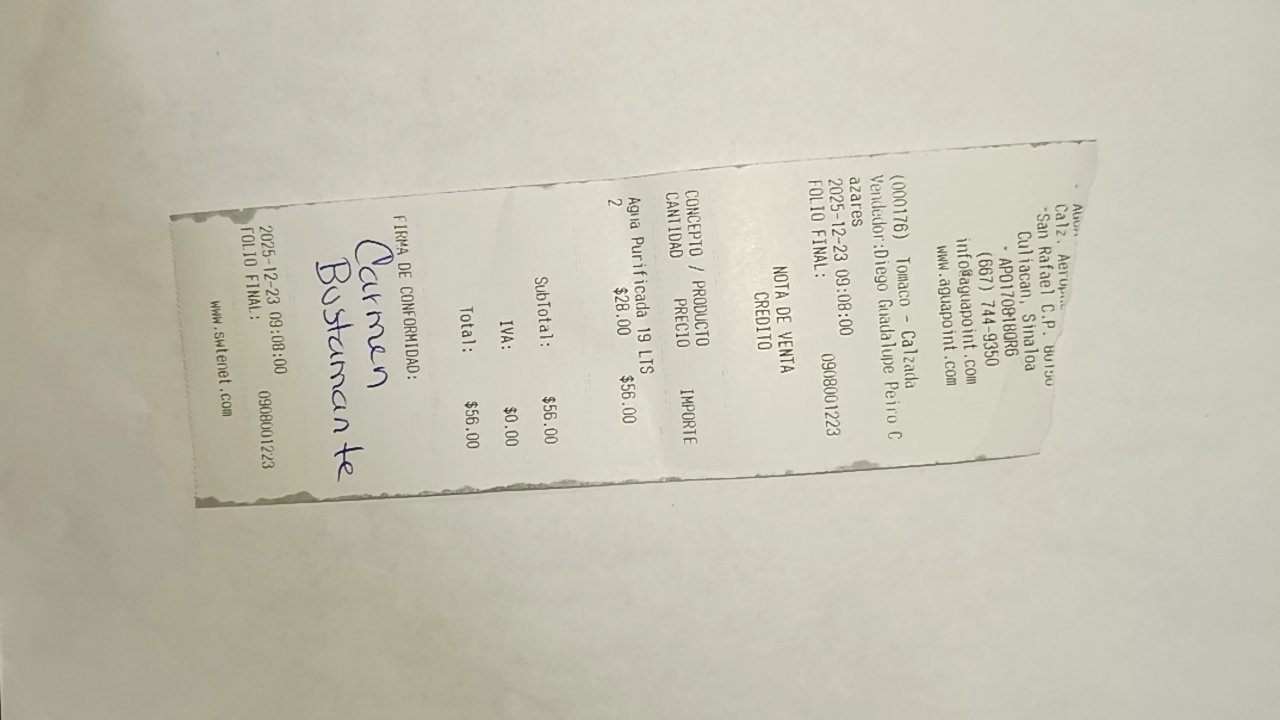 Calz.
-San Rafael C.P.
Culiacan, Sinaloa
(667) 744-9350
info@aguapoint.com
www.aguapoint.com
(000176) Tomaco - Calzada
Vendedor:Diego Guadalupe Peiro C
azares
2025-12-23 09:08:00
FOLIO FINAL: 0908001223
NOTA DE VENTA
CREDITO
CONCEPTO / PRODUCTO
CANTIDAD PRECIO IMPORTE
Agua Purificada 19 LTS
2 $28.00 $56.00
SubTotal: $56.00
IVA: $0.00
Total: $56.00
FIRMA DE CONFORMIDAD:
Carmen
Bustamante
2025-12-23 09:08:00
FOLIO FINAL: 0908001223
www.swtenet.com